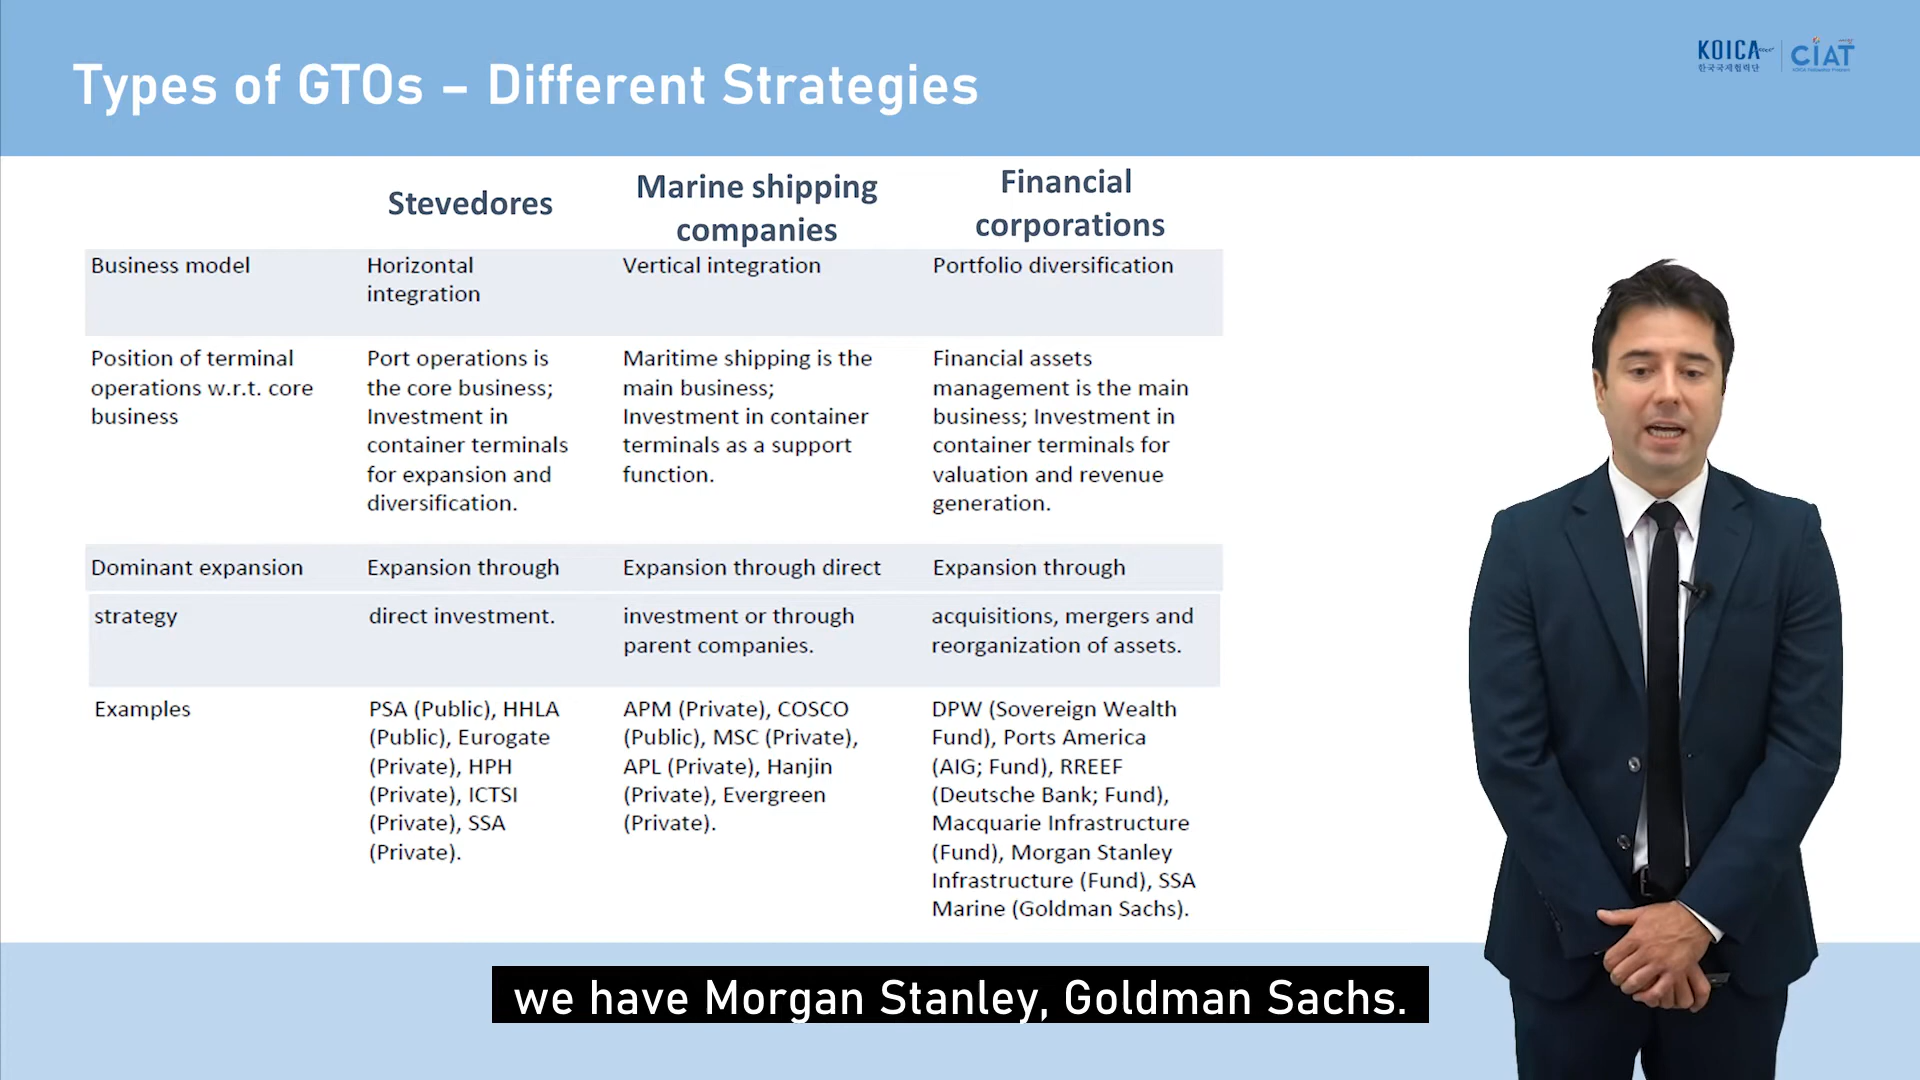 Types of GTOs – Different Strategies
KOICA
한국국제협력단
CIAT
Stevedores
Marine shipping
companies
Financial
corporations
Business model
Horizontal
integration
Vertical integration
Portfolio diversification
Position of terminal
operations w.r.t. core
business
Port operations is
the core business;
Investment in
container terminals
for expansion and
diversification.
Maritime shipping is the
main business;
Investment in container
terminals as a support
function.
Financial assets
management is the main
business; Investment in
container terminals for
valuation and revenue
generation.
Dominant expansion
strategy
Expansion through
direct investment.
Expansion through direct
investment or through
parent companies.
Expansion through
acquisitions, mergers and
reorganization of assets.
Examples
PSA (Public), HHLA
(Public), Eurogate
(Private), HPH
(Private), ICTSI
(Private), SSA
(Private).
APM (Private), COSCO
(Public), MSC (Private),
APL (Private), Hanjin
(Private), Evergreen
(Private).
DPW (Sovereign Wealth
Fund), Ports America
(AIG; Fund), RREEF
(Deutsche Bank; Fund),
Macquarie Infrastructure
(Fund), Morgan Stanley
Infrastructure (Fund), SSA
Marine (Goldman Sachs).
we have Morgan Stanley, Goldman Sachs.